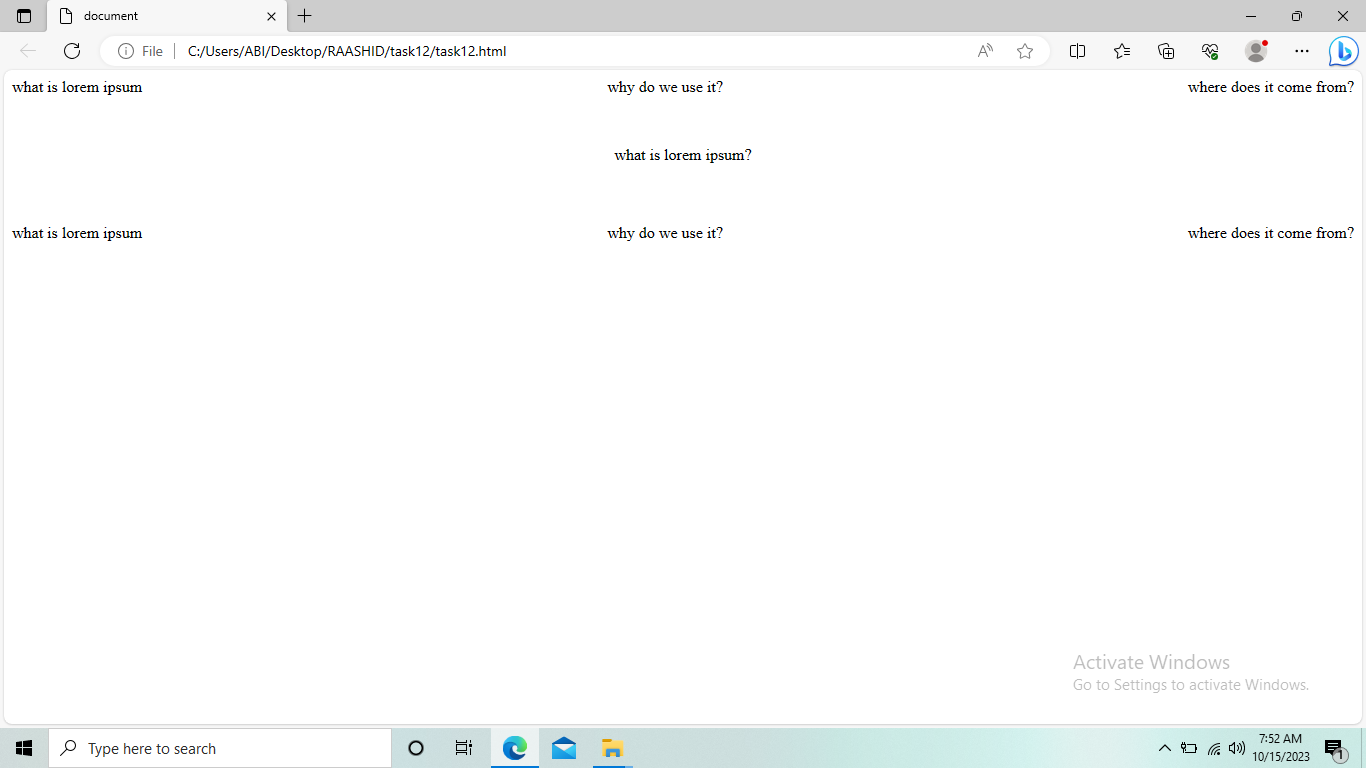 document
File C:/Users/ABI/Desktop/RAASHID/task12/task12.html
what is lorem ipsum why do we use it? where does it come from?
what is lorem ipsum?
what is lorem ipsum why do we use it? where does it come from?
Activate Windows
Go to Settings to activate Windows.
Type here to search
7:52 AM
10/15/2023
1